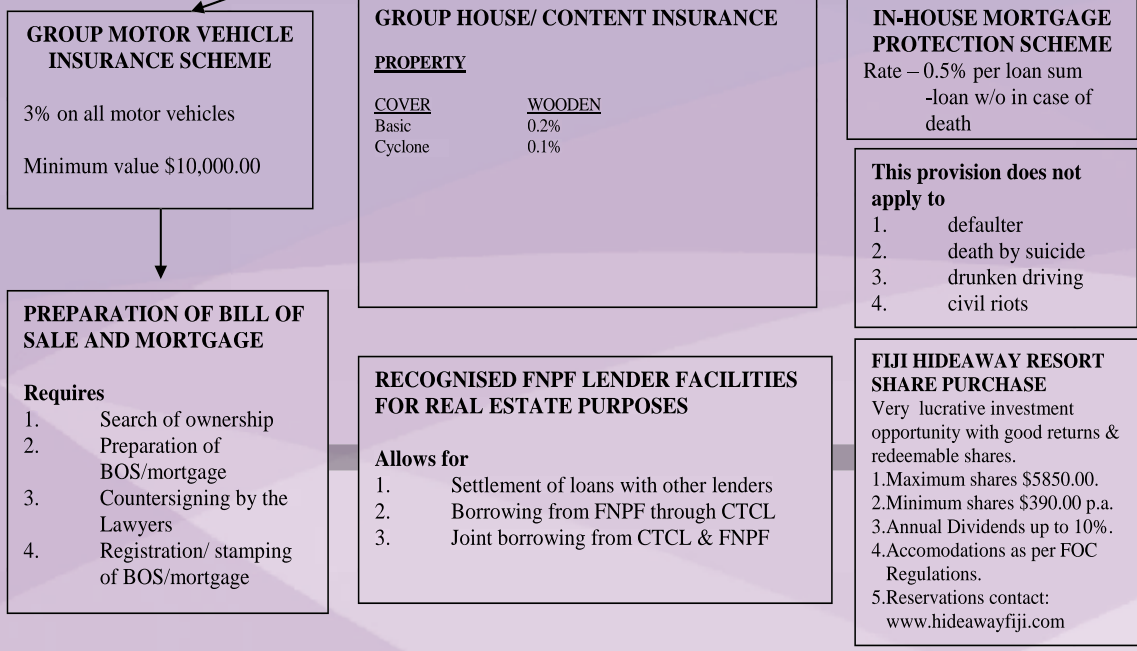 GROUP MOTOR VEHICLE
INSURANCE SCHEME
3% on all motor vehicles
Minimum value $10,000.00
GROUP HOUSE/ CONTENT INSURANCE
PROPERTY
COVER WOODEN
Basic 0.2%
Cyclone 0.1%
IN-HOUSE MORTGAGE
PROTECTION SCHEME
Rate – 0.5% per loan sum
-loan w/o in case of
death
This provision does not
apply to
1. defaulter
2. death by suicide
3. drunken driving
4. civil riots
PREPARATION OF BILL OF
SALE AND MORTGAGE
Requires
1. Search of ownership
2. Preparation of
BOS/mortgage
3. Countersigning by the
Lawyers
4. Registration/ stamping
of BOS/mortgage
RECOGNISED FNPF LENDER FACILITIES
FOR REAL ESTATE PURPOSES
Allows for
1. Settlement of loans with other lenders
2. Borrowing from FNPF through CTCL
3. Joint borrowing from CTCL & FNPF
FIJI HIDEAWAY RESORT
SHARE PURCHASE
Very lucrative investment
opportunity with good returns &
redeemable shares.
1.Maximum shares $5850.00.
2.Minimum shares $390.00 p.a.
3.Annual Dividends up to 10%.
4.Accomodations as per FOC
Regulations.
5.Reservations contact:
www.hideawayfiji.com